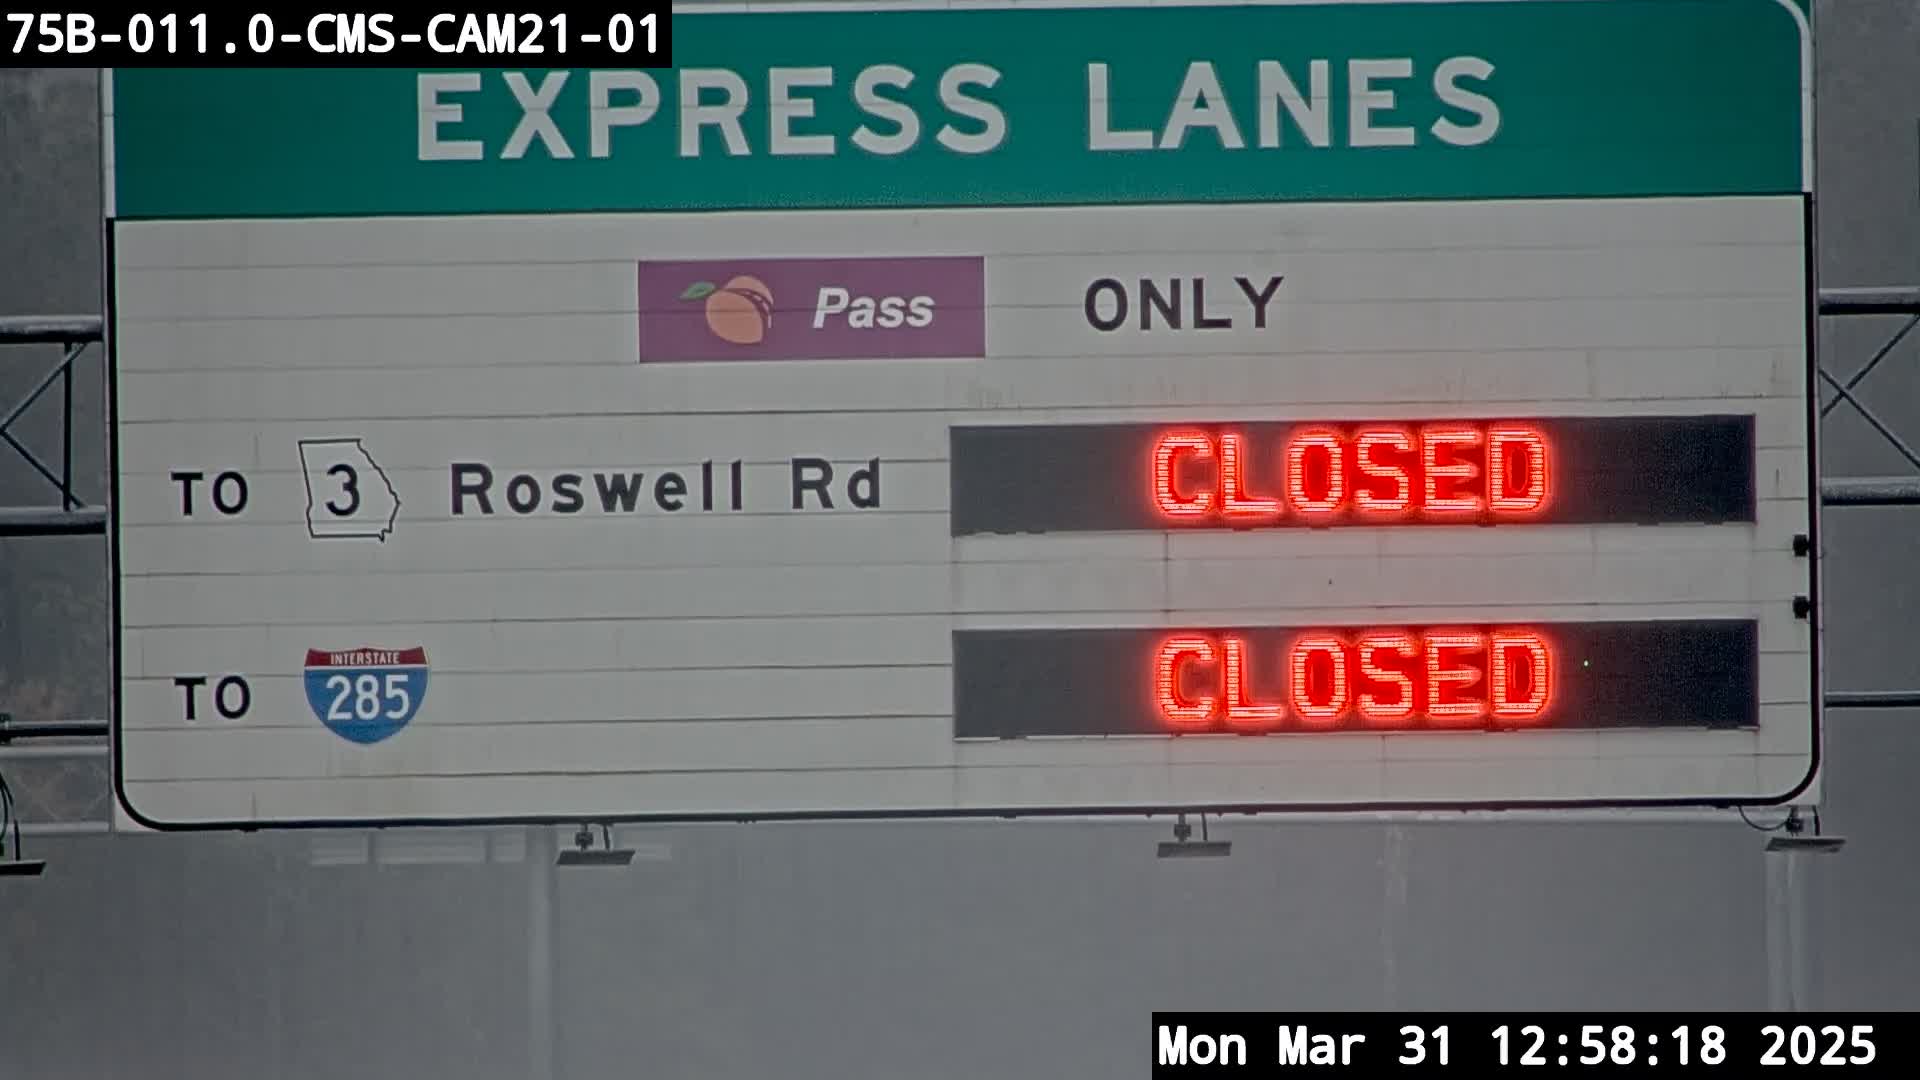 75B-011.0-CMS-CAM21-01
EXPRESS LANES
Pass ONLY
TO 3 Roswell Rd CLOSED
TO INTERSTATE 285 CLOSED
Mon Mar 31 12:58:18 2025